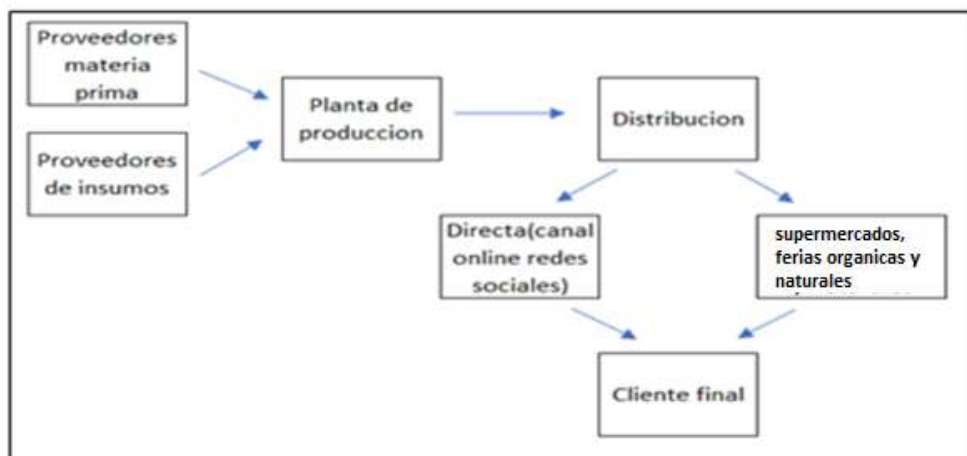 Proveedores
materia
prima
Proveedores
de insumos
Planta de
produccion
Distribucion
Directa(canal
online redes
sociales)
supermercados,
ferias organicas y
naturales
Cliente final